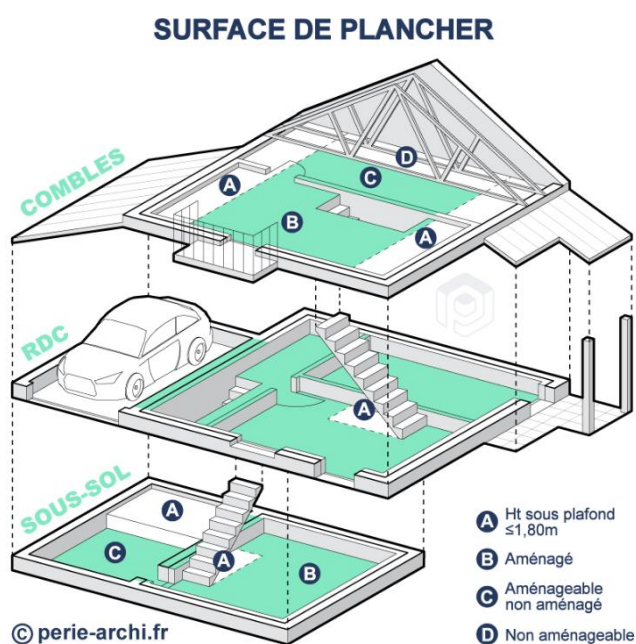 SURFACE DE PLANCHER
COMBLES
A
D
C
B
A
RDC
A
SOUS-SOL
A
C
A
B
A Ht sous plafond
≤1,80m
B Aménagé
C Aménageable
non aménagé
D Non aménageable
© perie-archi.fr